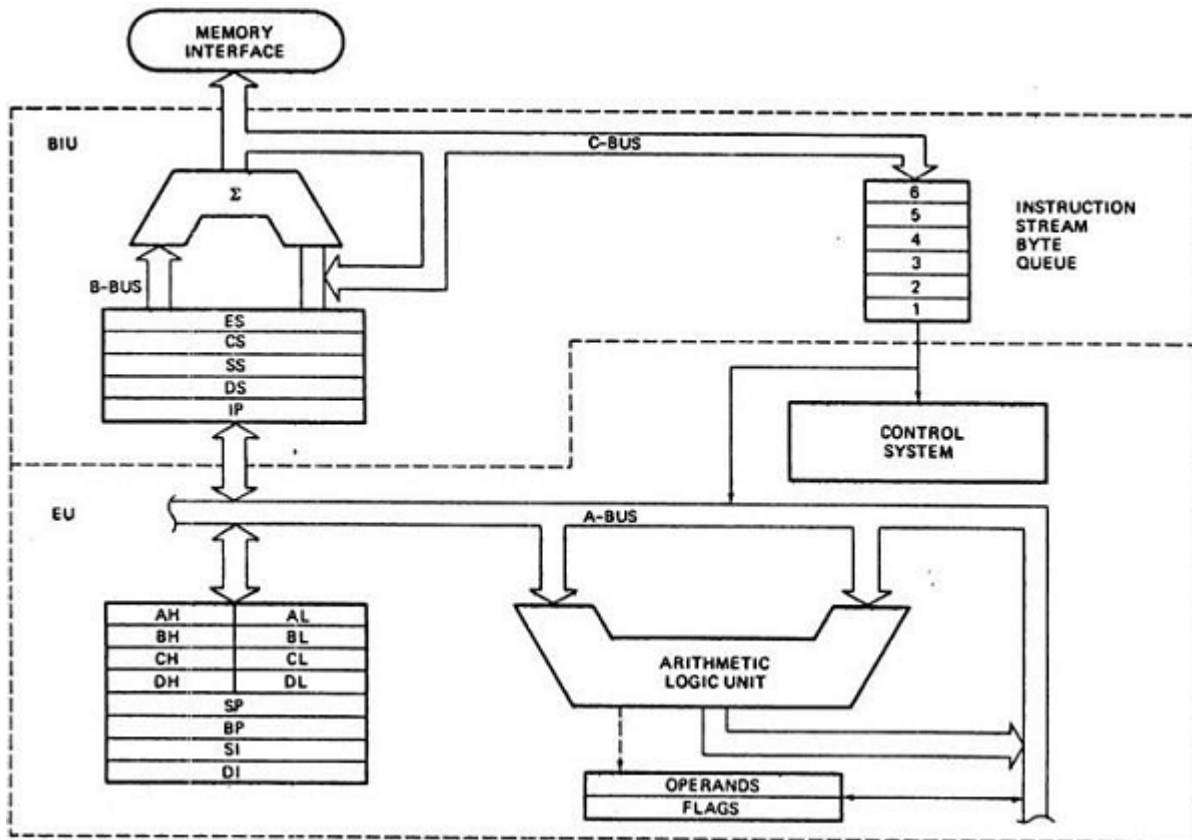 MEMORY
INTERFACE
BIU
C-BUS
Σ
6
5
4
3
2
1
INSTRUCTION
STREAM
BYTE
QUEUE
B-BUS
ES
CS
SS
DS
IP
CONTROL
SYSTEM
EU
A-BUS
AH AL
BH BL
CH CL
DH DL
SP
BP
SI
DI
ARITHMETIC
LOGIC UNIT
OPERANDS
FLAGS